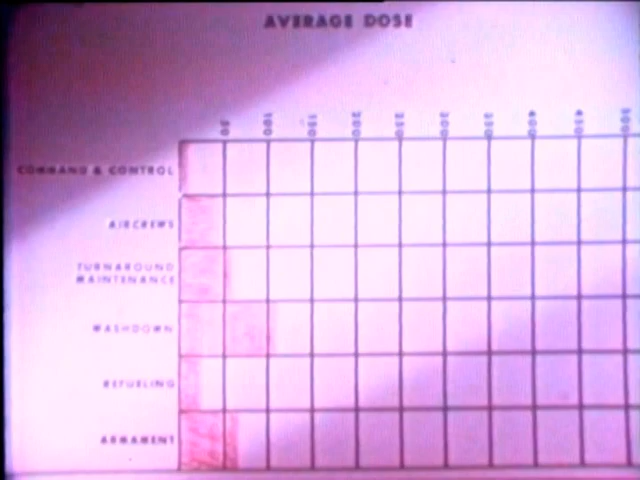 AVERAGE DOSE
50 100 150 200 250 300 350 400 450 500
COMMAND & CONTROL
AIRCREWS
TURNAROUND
MAINTENANCE
WASHDOWN
REFUELING
ARMAMENT